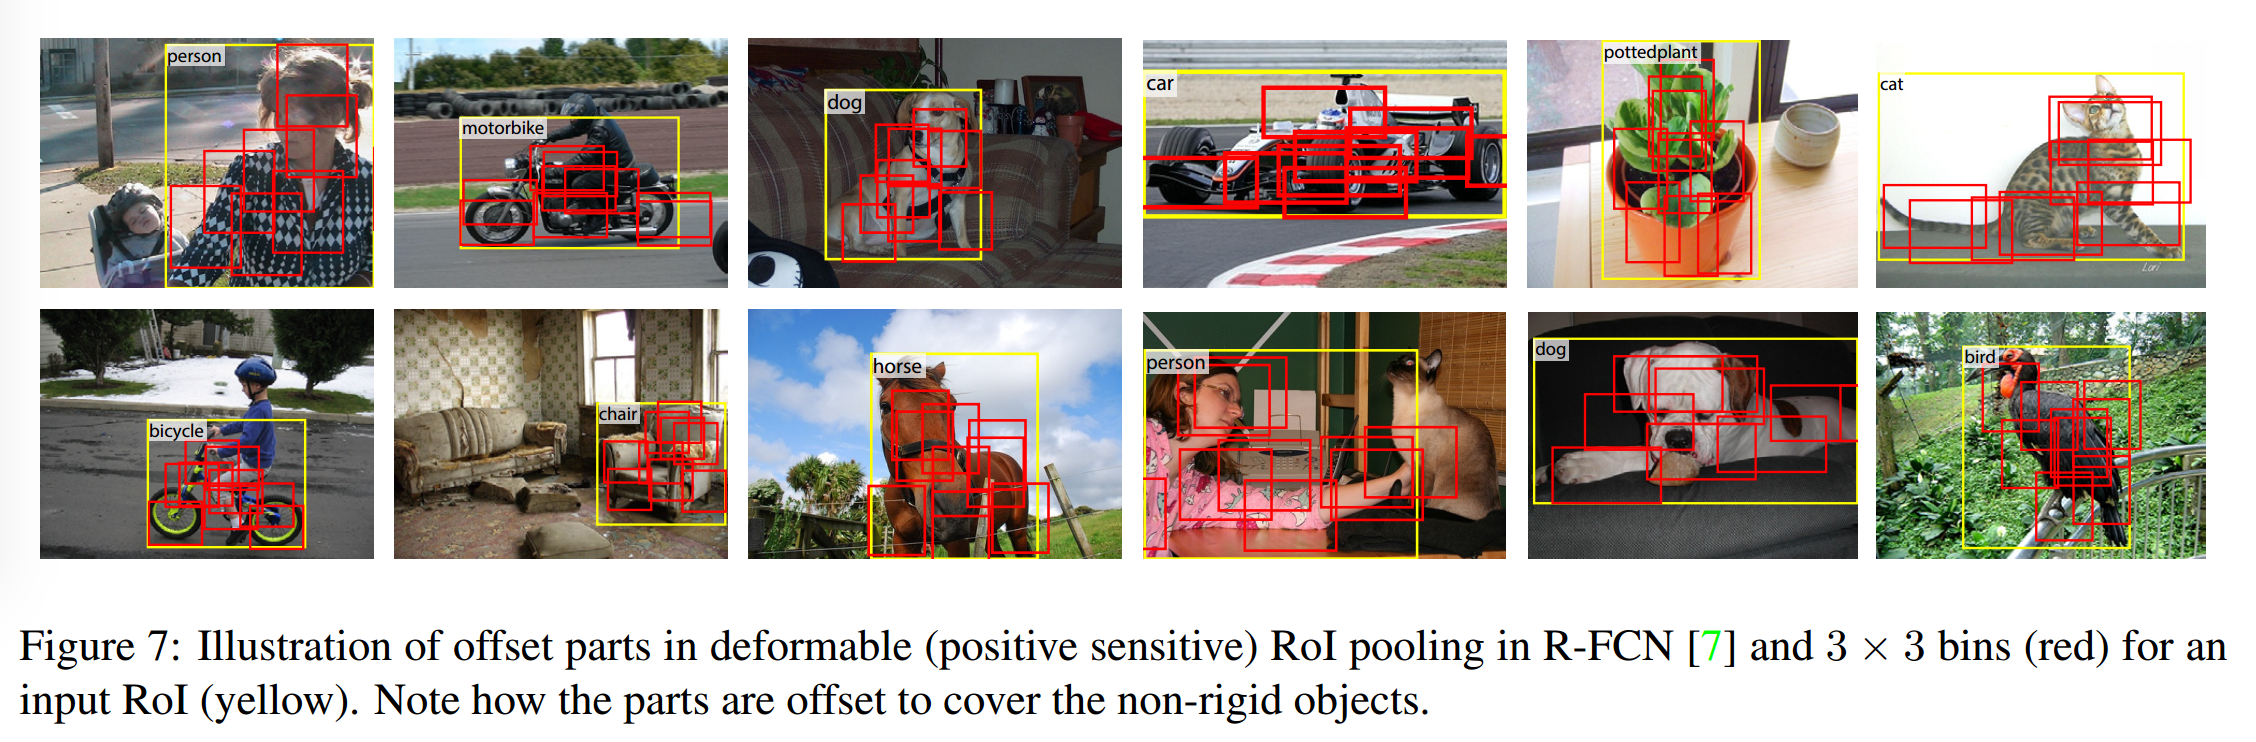 person
motorbike
dog
car
pottedplant
cat
Lori
bicycle
chair
horse
person
dog
bird
Figure 7: Illustration of offset parts in deformable (positive sensitive) RoI pooling in R-FCN [7] and 3 × 3 bins (red) for an
input RoI (yellow). Note how the parts are offset to cover the non-rigid objects.